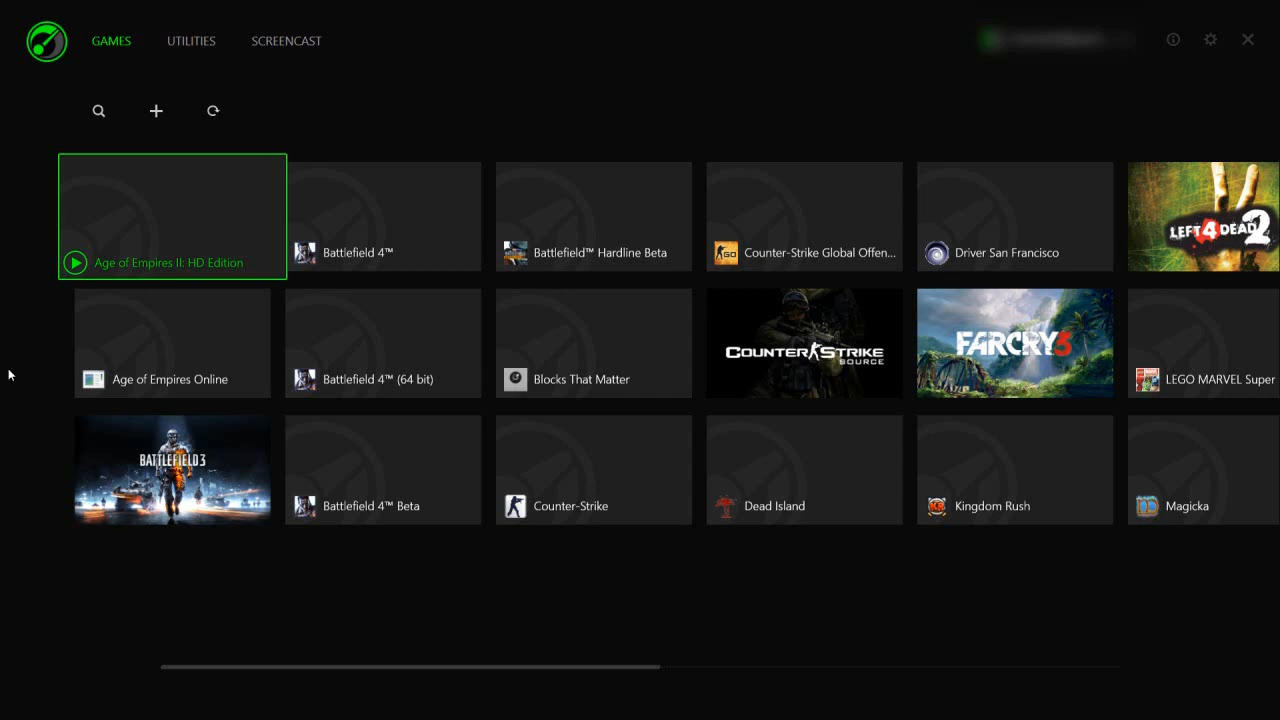 GAMES UTILITIES SCREENCAST
Age of Empires II: HD Edition
Battlefield 4™
Battlefield™ Hardline Beta
Counter-Strike Global Offen...
Driver San Francisco
LEFT 4 DEAD 2
Age of Empires Online
Battlefield 4™ (64 bit)
Blocks That Matter
COUNTER STRIKE
SOURCE
FARCRY3
LEGO MARVEL Super
BATTLEFIELD 3
Battlefield 4™ Beta
Counter-Strike
Dead Island
Kingdom Rush
Magicka